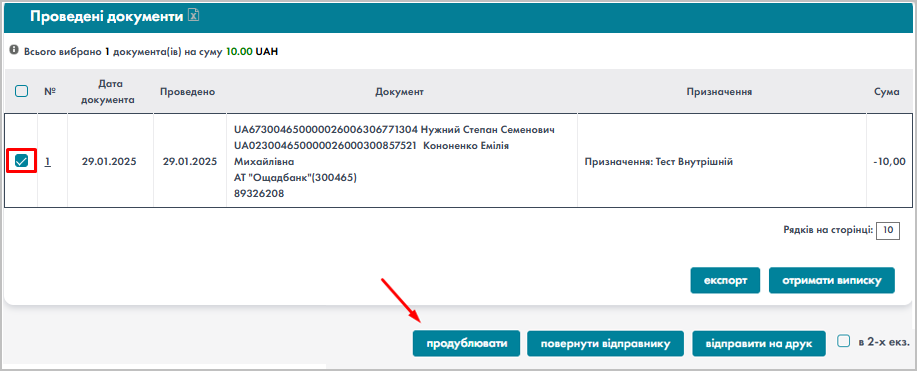 Проведені документи
Всього вибрано 1 документа(ів) на суму 10.00 UAH
№ Дата документа Проведено Документ Призначення Сума
1 29.01.2025 29.01.2025
UA673004650000026006306771304 Нужний Степан Семенович
UA023004650000026000300857521 Кононенко Емілія
Михайлівна
АТ "Ощадбанк"(300465)
89326208
Призначення: Тест Внутрішній -10,00
Рядків на сторінці: 10
експорт отримати виписку
продублювати повернути відправнику відправити на друк в 2-х екз.